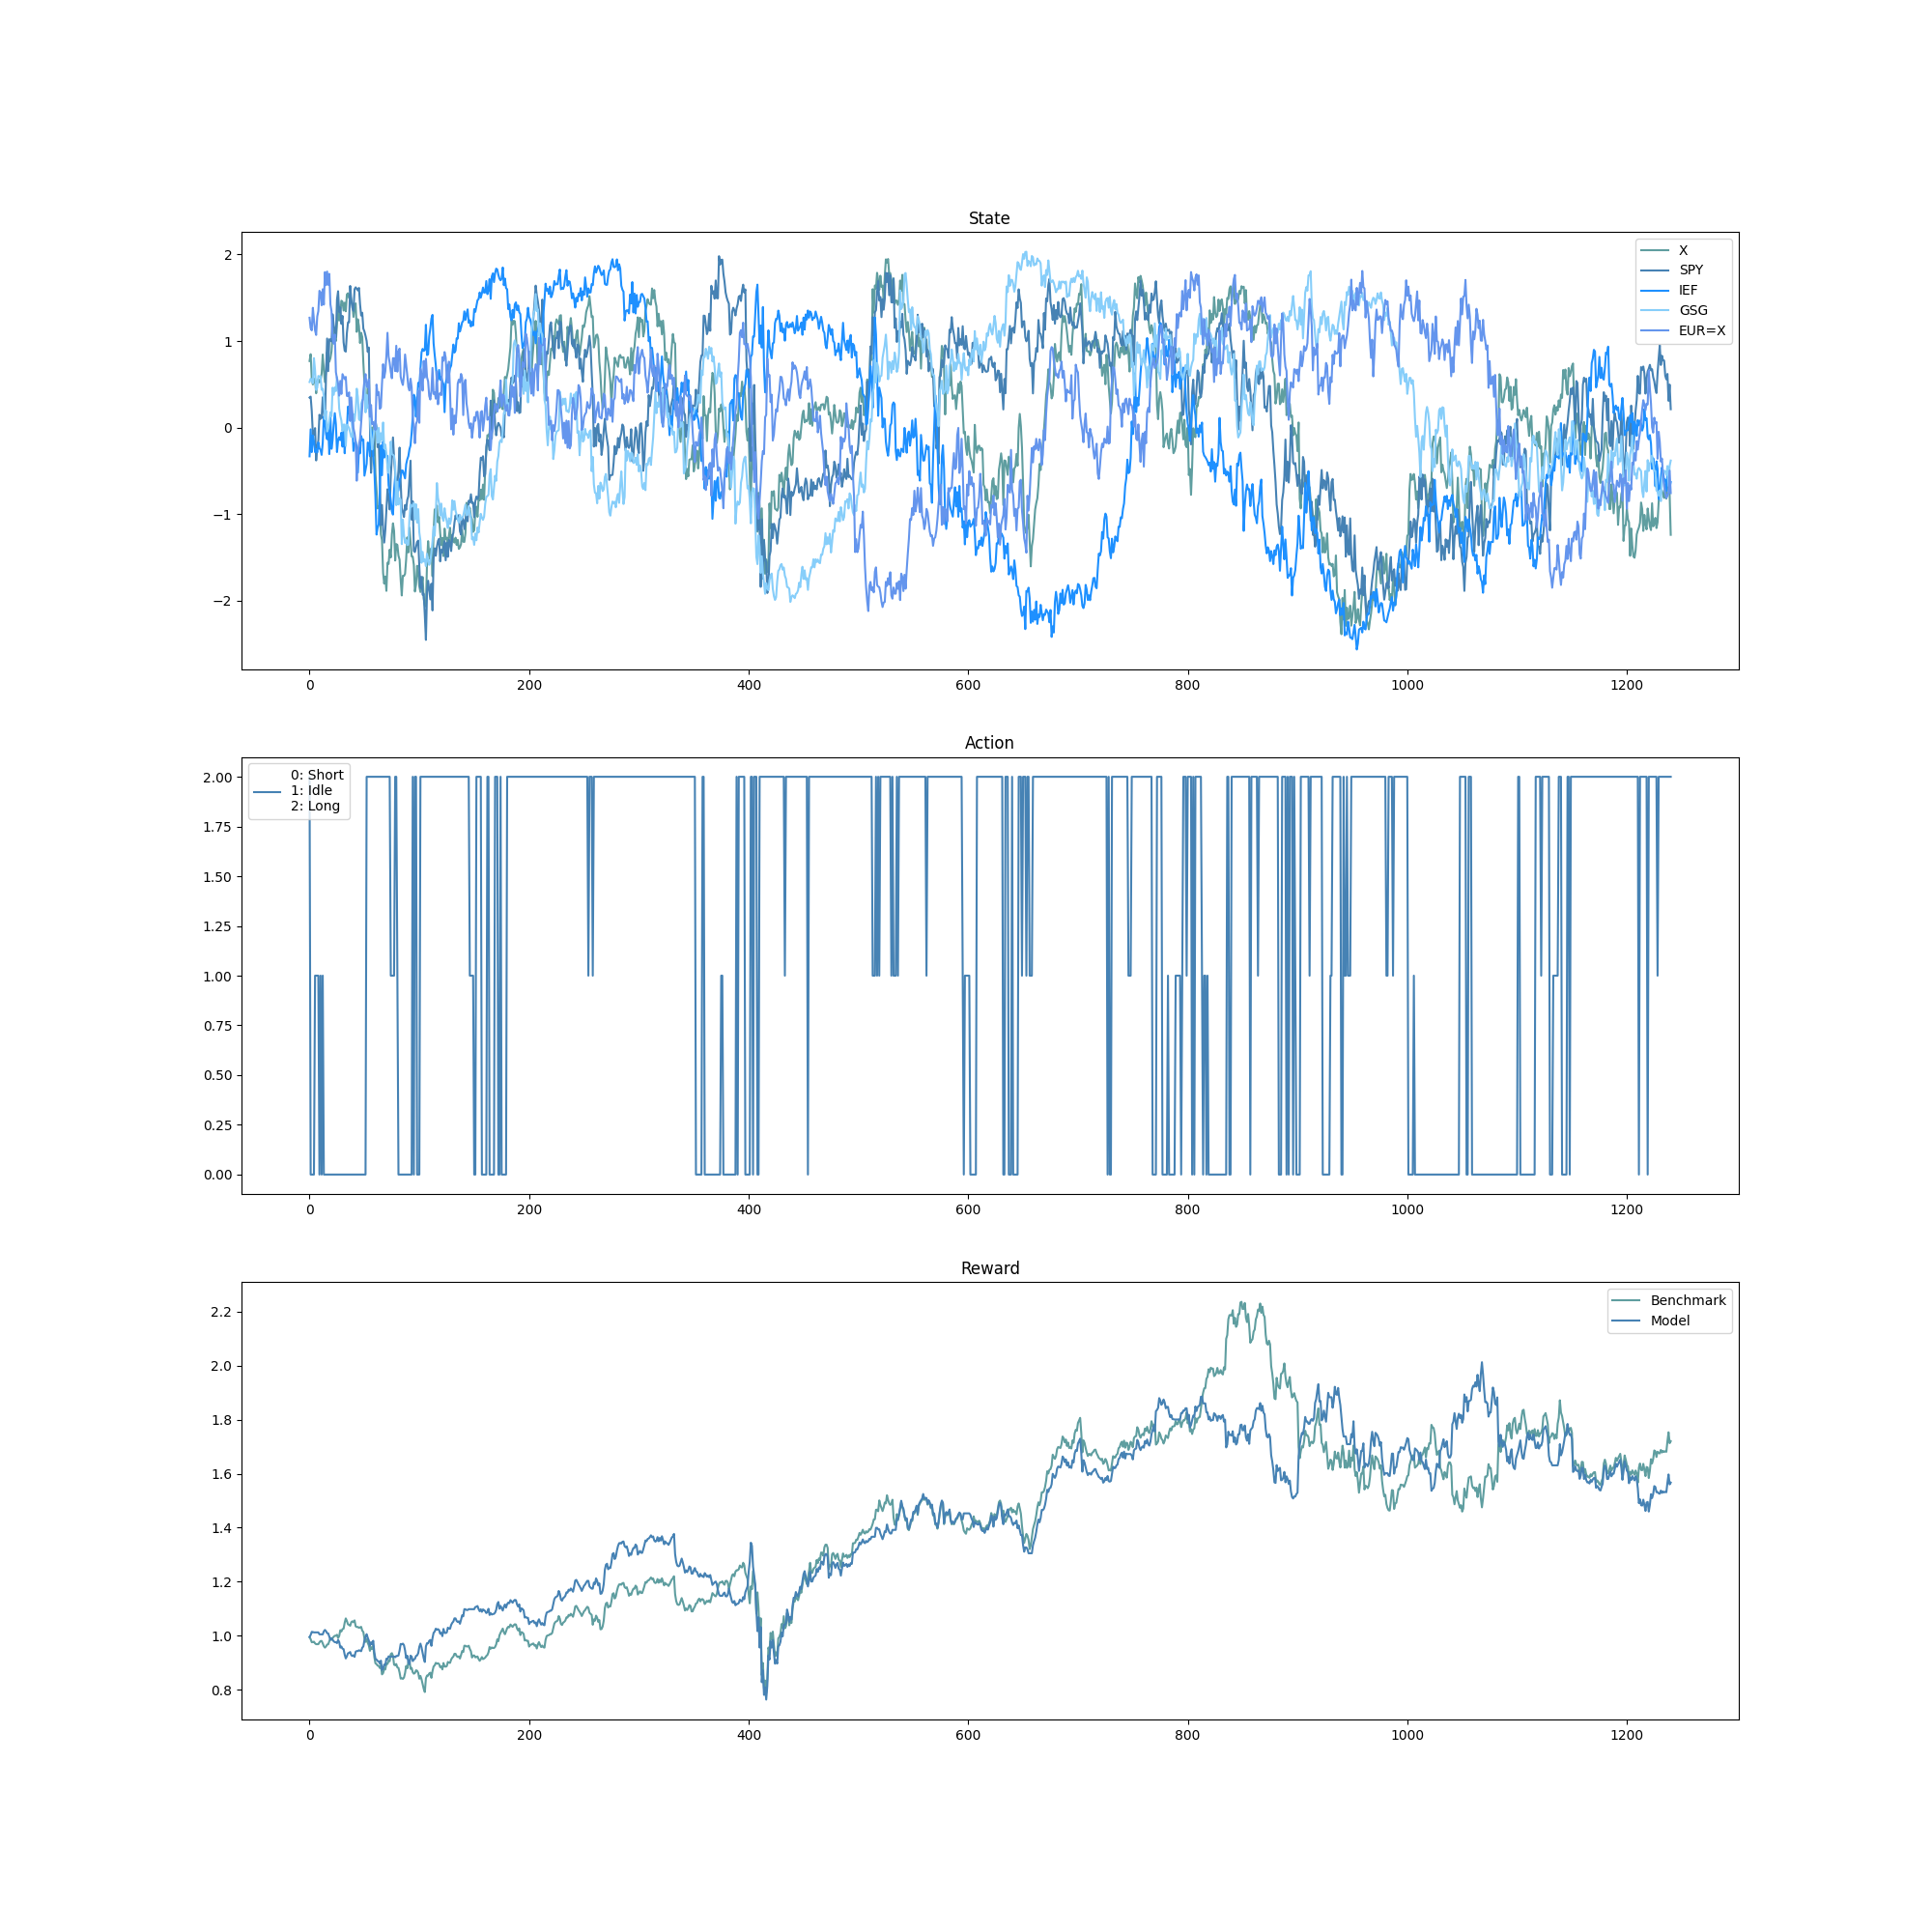 State
2
1
0
−1
−2
X
SPY
IEF
GSG
EUR=X
0 200 400 600 800 1000 1200
Action
2.00
1.75
1.50
1.25
1.00
0.75
0.50
0.25
0.00
0: Short
1: Idle
2: Long
0 200 400 600 800 1000 1200
Reward
2.2
2.0
1.8
1.6
1.4
1.2
1.0
0.8
Benchmark
Model
0 200 400 600 800 1000 1200